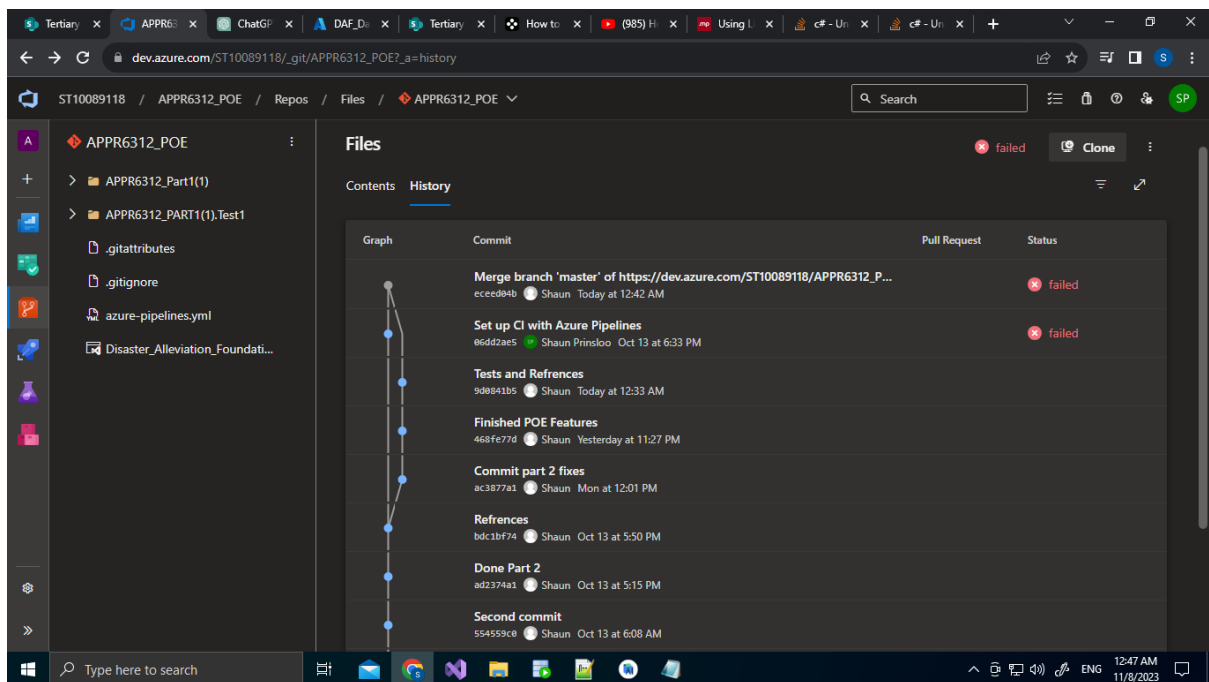 Tertiary
APPR63
ChatGP
DAF_Da
Tertiary
How to
(985) H
Using L
c# - Un
c# - Un
dev.azure.com/ST10089118/_git/APPR6312_POE?_a=history
S
ST10089118 / APPR6312_POE / Repos / Files / APPR6312_POE
Search
SP
A
APPR6312_POE
APPR6312_Part1(1)
APPR6312_PART1(1).Test1
.gitattributes
.gitignore
azure-pipelines.yml
Disaster_Alleviation_Foundati...
Files
failed
Clone
Contents History
Graph Commit Pull Request Status
Merge branch 'master' of https://dev.azure.com/ST10089118/APPR6312_P...
eceed04b Shaun Today at 12:42 AM
failed
Set up CI with Azure Pipelines
06dd2ae5 Shaun Prinsloo Oct 13 at 6:33 PM
failed
Tests and Refrences
9d0841b5 Shaun Today at 12:33 AM
Finished POE Features
468fe77d Shaun Yesterday at 11:27 PM
Commit part 2 fixes
ac3877a1 Shaun Mon at 12:01 PM
Refrences
bdc1bf74 Shaun Oct 13 at 5:50 PM
Done Part 2
ad2374a1 Shaun Oct 13 at 5:15 PM
Second commit
554559c0 Shaun Oct 13 at 6:08 AM
Type here to search
ENG
12:47 AM
11/8/2023